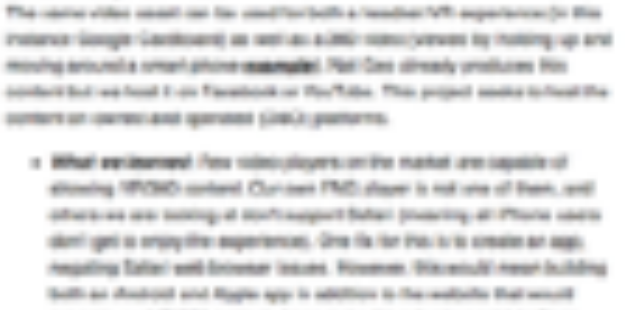 The same video asset can be used for both a headset VR experience (in this
instance Google Cardboard) as well as a 360 video (viewed by holding up and
moving around a smart phone example). Nat Geo already produces this
content but we host it on Facebook or YouTube. This project seeks to host the
content on owned and operated (O&O) platforms.
What we learned: Few video players on the market are capable of
showing VR/360 content. Our own player is not one of them, and
others we are looking at don't support Safari (meaning all iPhone users
don't get to enjoy the experience). One fix for this is to create an app,
negating Safari web browser issues. However, this would mean building
both an Android and Apple app in addition to the website that would